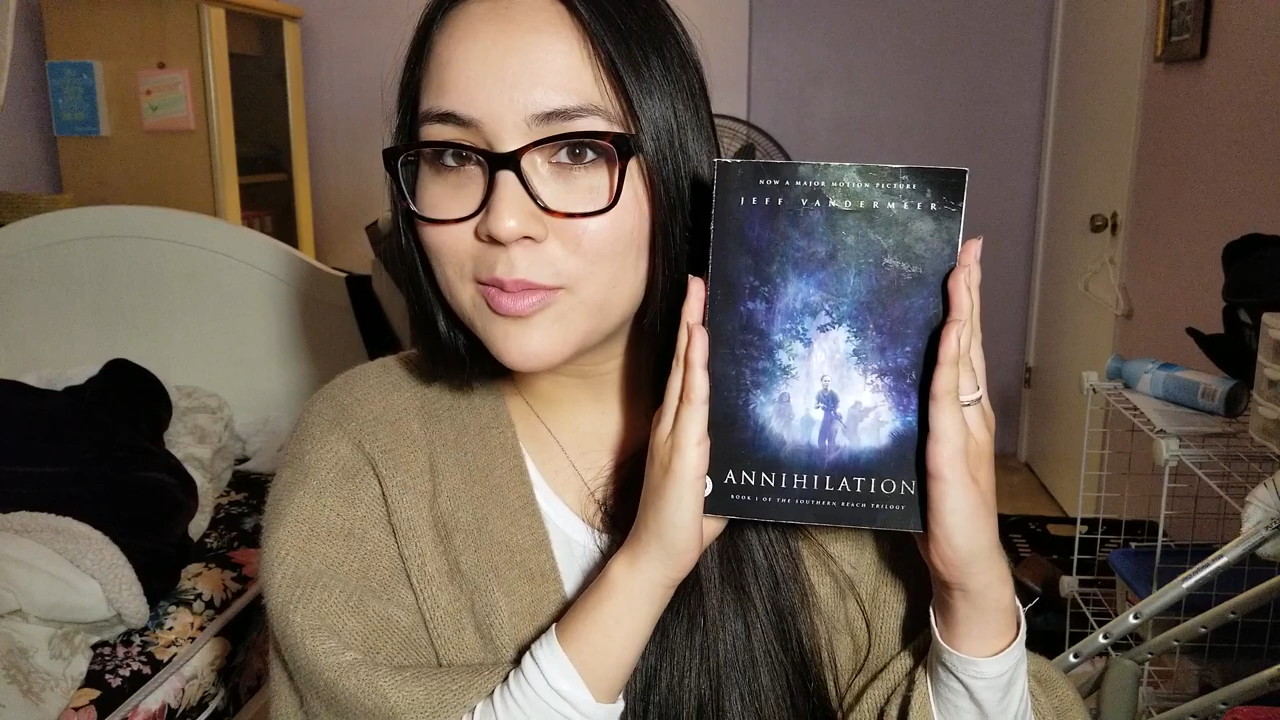 NOW A MAJOR MOTION PICTURE
JEFF VANDERMEER
ANNIHILATION
BOOK 1 OF THE SOUTHERN REACH TRILOGY